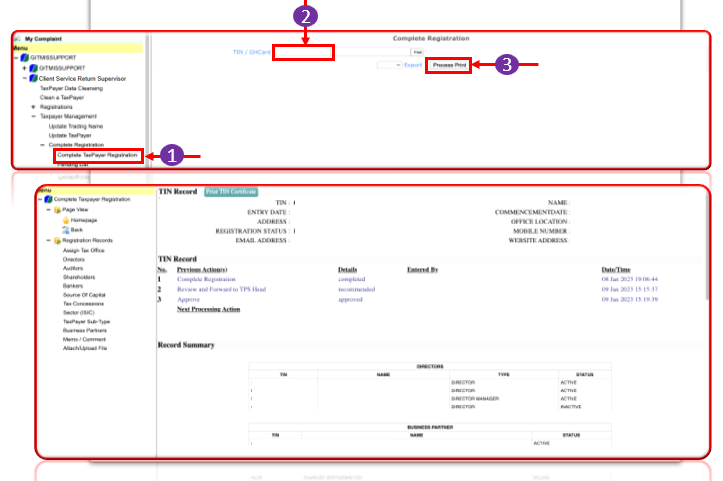 2
My Complaint
Menu
GITMISSUPPORT
GITMISSUPPORT
Client Service Return Supervisor
TaxPayer Data Cleansing
Clean a TaxPayer
Registrations
Taxpayer Management
Update Trading Name
Update TaxPayer
Complete Registration
Complete TaxPayer Registration
1
Complete Registration
TIN / GHCard
Find
Export
Process Print
3
Menu
Complete Taxpayer Registration
Page View
Homepage
Back
Registration Records
Assign Tax Office
Directors
Auditors
Shareholders
Bankers
Source Of Capital
Tax Concessions
Sector (ISIC)
TaxPayer Sub-Type
Business Partners
Memo / Comment
Attach/Upload File
TIN Record Print TIN Certificate
TIN : NAME :
ENTRY DATE : COMMENCEMENTDATE :
ADDRESS : OFFICE LOCATION :
REGISTRATION STATUS : MOBILE NUMBER :
EMAIL ADDRESS : WEBSITE ADDRESS :
TIN Record
No. Previous Action(s) Details Entered By Date/Time
1 Complete Registration completed 08 Jan 2023 19:06:44
2 Review and Forward to TPS Head recommended 09 Jan 2023 15:15:37
3 Approve approved 09 Jan 2023 15:19:39
Next Processing Action
Record Summary
DIRECTORS
TIN NAME TYPE STATUS
DIRECTOR ACTIVE
DIRECTOR ACTIVE
DIRECTOR MANAGER ACTIVE
DIRECTOR INACTIVE
BUSINESS PARTNER
TIN NAME STATUS
ACTIVE